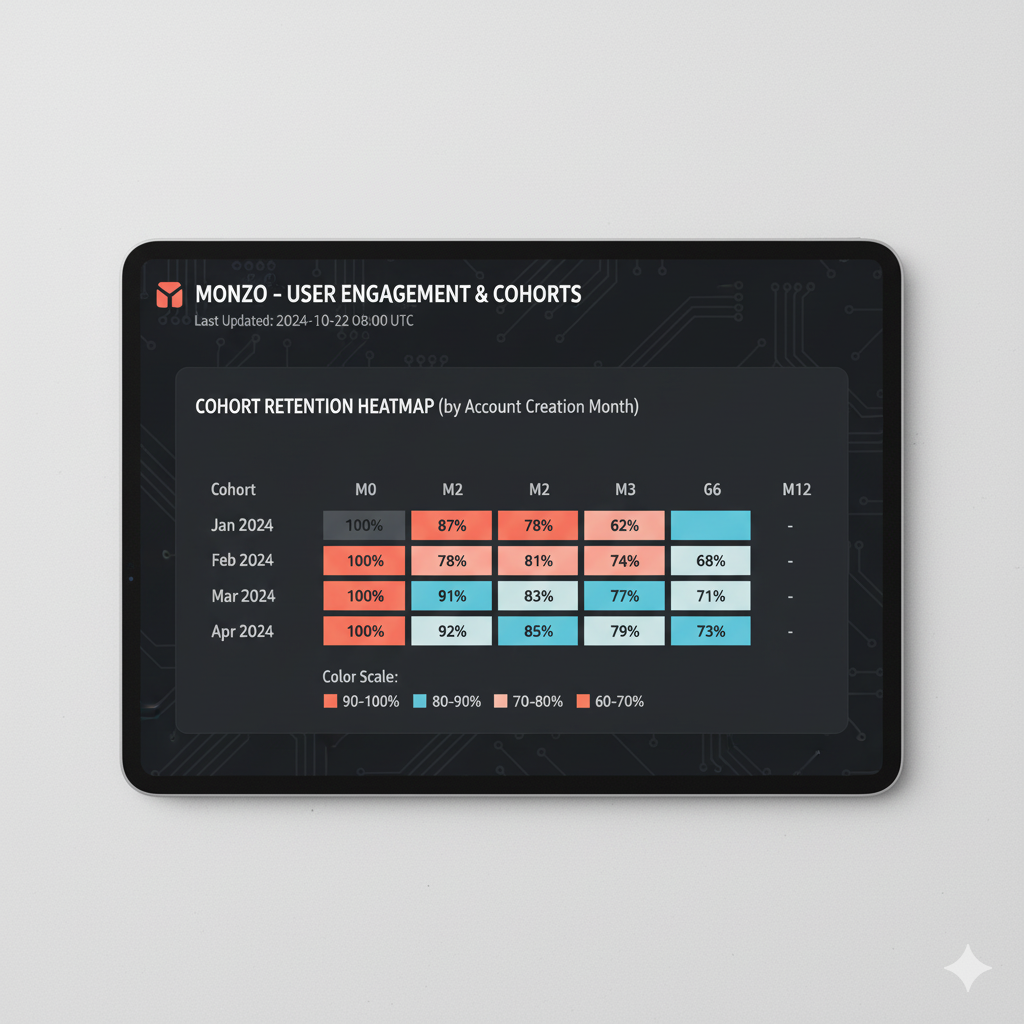 MONZO – USER ENGAGEMENT & COHORTS
Last Updated: 2024-10-22 08:00 UTC
COHORT RETENTION HEATMAP (by Account Creation Month)
Cohort M0 M2 M2 M3 G6 M12
Jan 2024 100% 87% 78% 62% -
Feb 2024 100% 78% 81% 74% 68% -
Mar 2024 100% 91% 83% 77% 71% -
Apr 2024 100% 92% 85% 79% 73% -
Color Scale:
90-100% 80-90% 70-80% 60-70%